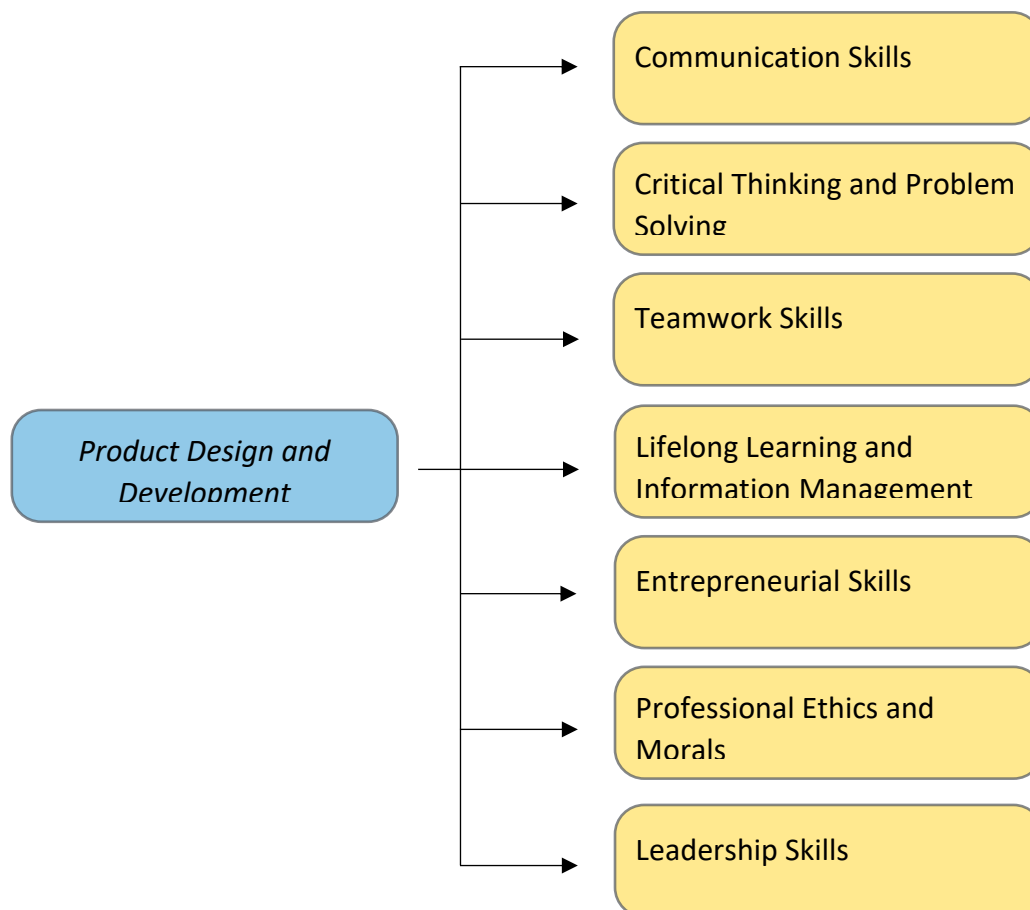 Communication Skills
Critical Thinking and Problem
Solving
Teamwork Skills
Product Design and
Development
Lifelong Learning and
Information Management
Entrepreneurial Skills
Professional Ethics and
Morals
Leadership Skills